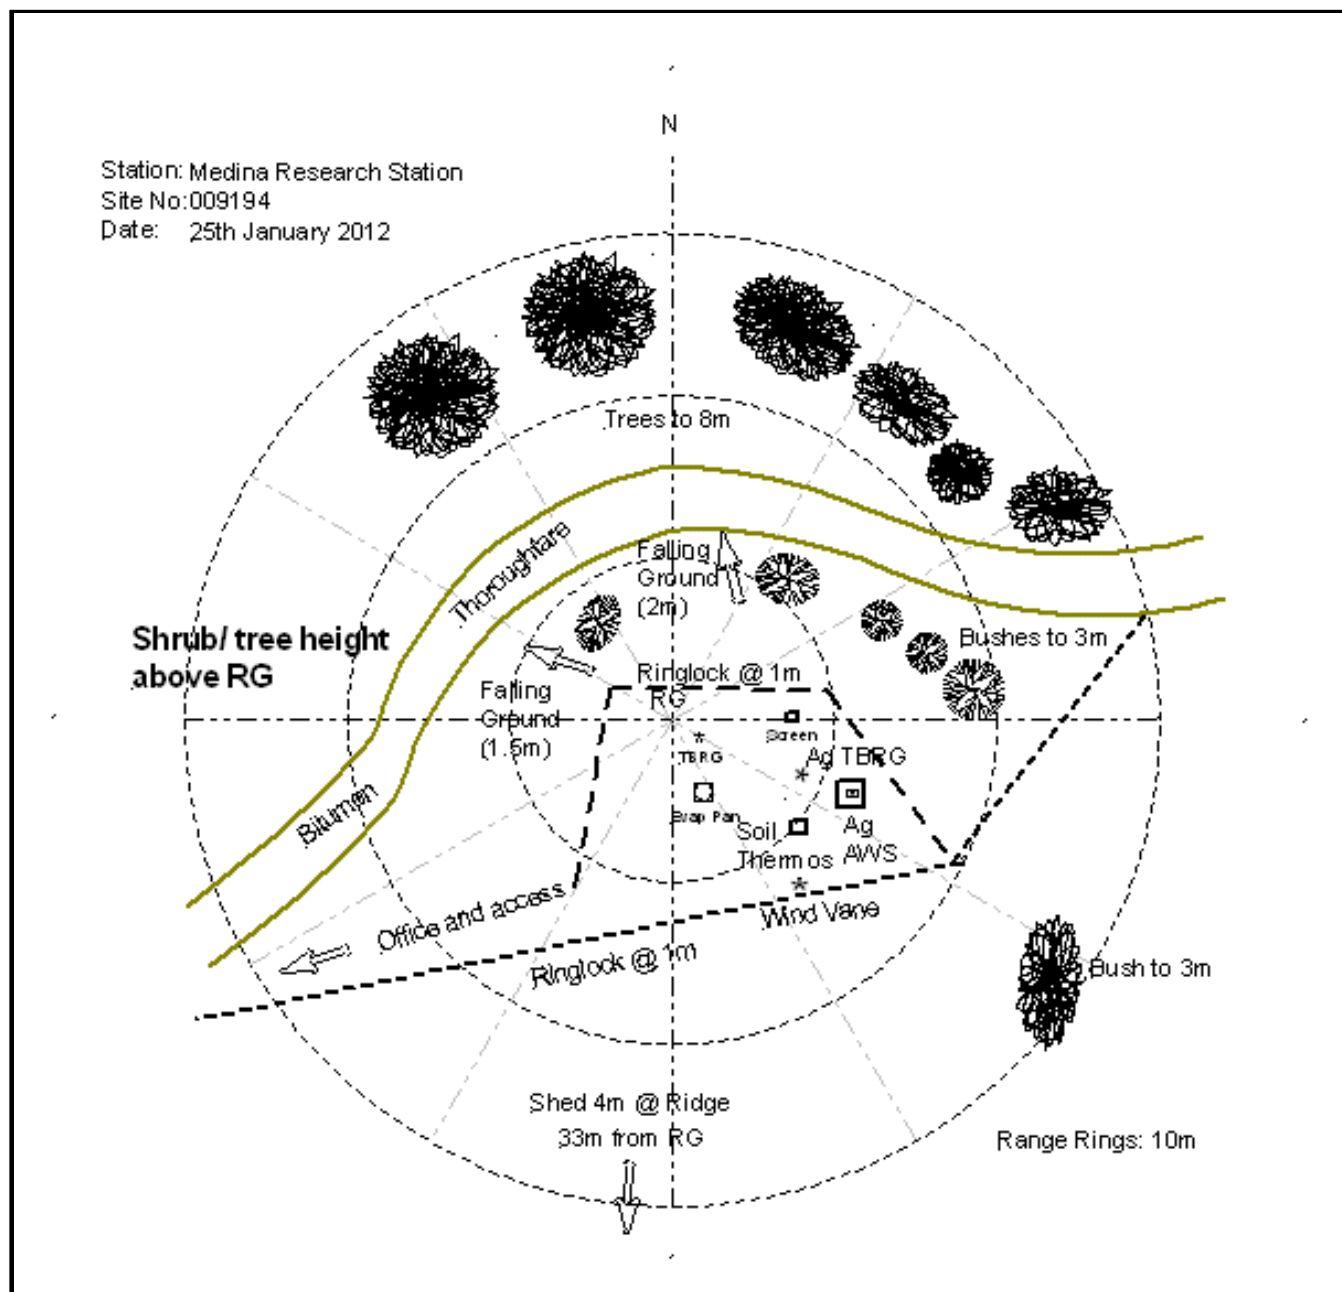 N
Station: Medina Research Station
Site No:009194
Date: 25th January 2012
Trees to 8m
Thoroughfare
Falling
Ground
(2m)
Shrub/ tree height
above RG
Bushes to 3m
Ringlock @ 1m
RG
Falling
Ground
(1.5m)
Screen
TBRG
Ag TBRG
Bitumen
Evap Pan
Soil
Thermos
Ag
AWS
Office and access
Wind Vane
Ringlock @ 1m
Bush to 3m
Shed 4m @ Ridge
33m from RG
Range Rings: 10m